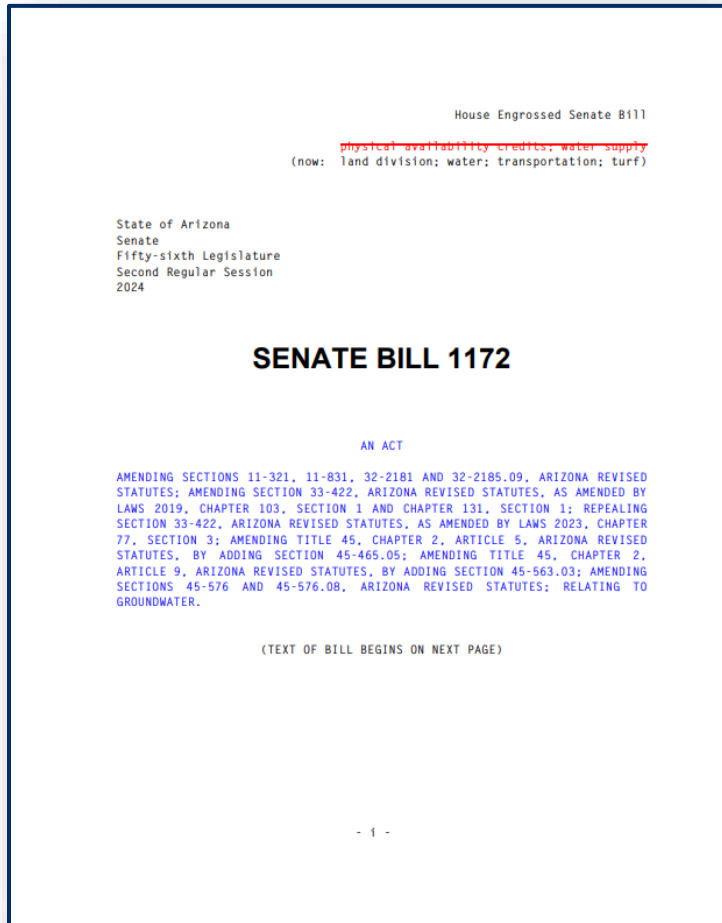 House Engrossed Senate Bill
physical availability credits; water supply
(now: land division; water; transportation; turf)
State of Arizona
Senate
Fifty-sixth Legislature
Second Regular Session
2024
SENATE BILL 1172
AN ACT
AMENDING SECTIONS 11-321, 11-831, 32-2181 AND 32-2185.09, ARIZONA REVISED
STATUTES; AMENDING SECTION 33-422, ARIZONA REVISED STATUTES, AS AMENDED BY
LAWS 2019, CHAPTER 103, SECTION 1 AND CHAPTER 131, SECTION 1; REPEALING
SECTION 33-422, ARIZONA REVISED STATUTES, AS AMENDED BY LAWS 2023, CHAPTER
77, SECTION 3; AMENDING TITLE 45, CHAPTER 2, ARTICLE 5, ARIZONA REVISED
STATUTES, BY ADDING SECTION 45-465.05; AMENDING TITLE 45, CHAPTER 2,
ARTICLE 9, ARIZONA REVISED STATUTES, BY ADDING SECTION 45-563.03; AMENDING
SECTIONS 45-576 AND 45-576.08, ARIZONA REVISED STATUTES; RELATING TO
GROUNDWATER.
(TEXT OF BILL BEGINS ON NEXT PAGE)
- i -